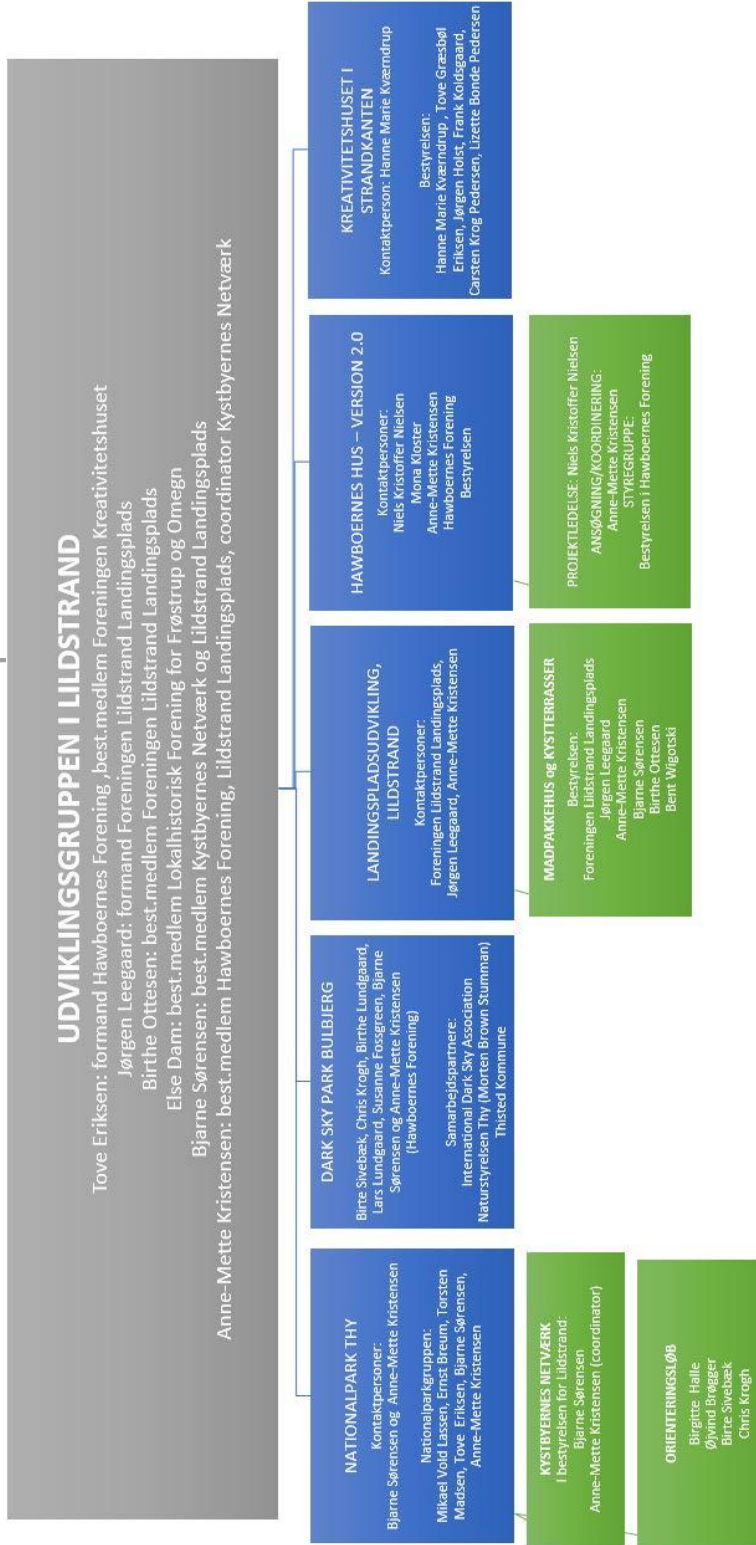 UDVIKLINGSGRUPPEN I LILDSTRAND
Tove Eriksen: formand Hawboernes Forening ,best.medlem Foreningen Kreativitetshuset
Jørgen Leegaard: formand Foreningen Lildstrand Landingsplads
Birthe Ottesen: best.medlem Foreningen Lildstrand Landingsplads
Else Dam: best.medlem Lokalhistorisk Forening for Frøstrup og Omegn
Bjarne Sørensen: best.medlem Kystbyernes Netværk og Lildstrand Landingsplads
Anne-Mette Kristensen: best.medlem Hawboernes Forening, Lildstrand Landingsplads, coordinator Kystbyernes Netværk
NATIONALPARK THY
Kontaktpersoner:
Bjarne Sørensen og Anne-Mette Kristensen
Nationalparkgruppen:
Mikael Vold Lassen, Ernst Breum, Torsten
Madsen, Tove Eriksen, Bjarne Sørensen,
Anne-Mette Kristensen
KYSTBYERNES NETVÆRK
I bestyrelsen for Lildstrand:
Bjarne Sørensen
Anne-Mette Kristensen (coordinator)
ORIENTERINGSLØB
Birgitte Halle
Øjvind Brøgger
Birte Sivebæk
Chris Krogh
DARK SKY PARK BULBJERG
Birte Sivebæk, Chris Krogh, Birthe Lundgaard,
Lars Lundgaard, Susanne Fossgreen, Bjarne
Sørensen og Anne-Mette Kristensen
(Hawboernes Forening)
Samarbejdspartnere:
International Dark Sky Association
Naturstyrelsen Thy (Morten Brown Stumman)
Thisted Kommune
LANDINGSPLADSUDVIKLING,
LILDSTRAND
Kontaktpersoner:
Foreningen Lildstrand Landingsplads,
Jørgen Leegaard, Anne-Mette Kristensen
MADPAKKEHUS og KYSTTERRASSER
Bestyrelsen:
Foreningen Lildstrand Landingsplads
Jørgen Leegaard
Anne-Mette Kristensen
Bjarne Sørensen
Birthe Ottesen
Bent Wigotski
HAWBOERNES HUS – VERSION 2.0
Kontaktpersoner:
Niels Kristoffer Nielsen
Mona Kloster
Anne-Mette Kristensen
Hawboernes Forening
Bestyrelsen
PROJEKTLEDELSE: Niels Kristoffer Nielsen
ANSØGNING/KOORDINERING:
Anne-Mette Kristensen
STYREGRUPPE:
Bestyrelsen i Hawboernes Forening
KREATIVITETSHUSET I
STRANDKANTEN
Kontaktperson: Hanne Marie Kværndrup
Bestyrelsen:
Hanne Marie Kværndrup , Tove Græsbøl
Eriksen, Jørgen Holst, Frank Koldsgaard,
Carsten Krog Pedersen, Lizette Bonde Pedersen